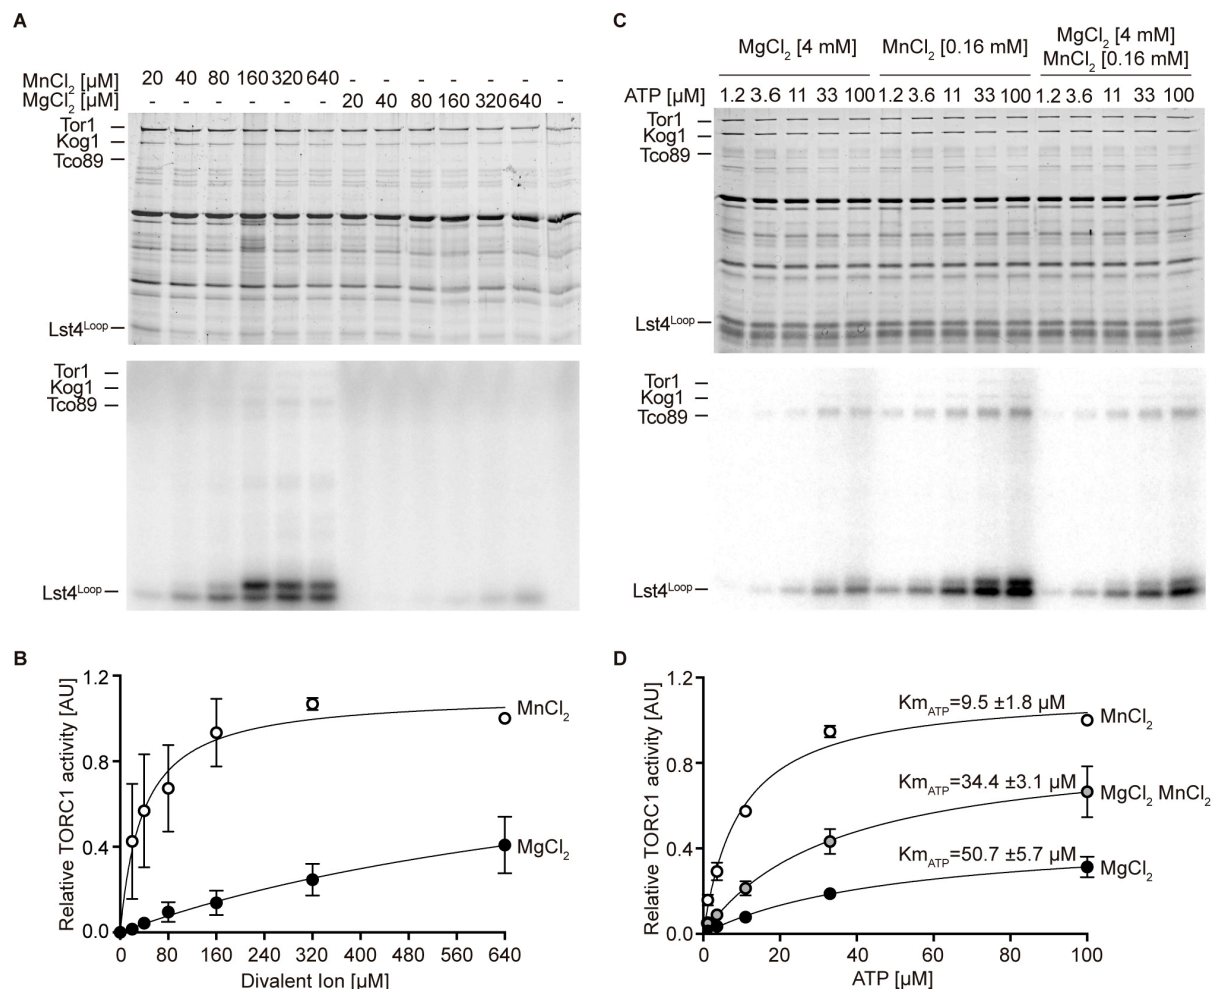 A
MnCl2 [µM] 20 40 80 160 320 640 - - - - - - -
MgCl2 [µM] - - - - - - 20 40 80 160 320 640 -
Tor1
Kog1
Tco89
Lst4Loop
Tor1
Kog1
Tco89
Lst4Loop
B
Relative TORC1 activity [AU]
1.2
0.8
0.4
0.0
0 80 160 240 320 400 480 560 640
Divalent Ion [µM]
MnCl2
MgCl2
C
MgCl2 [4 mM]
MnCl2 [0.16 mM]
MgCl2 [4 mM]
MnCl2 [0.16 mM]
ATP [µM] 1.2 3.6 11 33 100 1.2 3.6 11 33 100 1.2 3.6 11 33 100
Tor1
Kog1
Tco89
Lst4Loop
Tor1
Kog1
Tco89
Lst4Loop
D
Relative TORC1 activity [AU]
1.2
0.8
0.4
0.0
0 20 40 60 80 100
ATP [µM]
KmATP=9.5 ±1.8 µM
MnCl2
KmATP=34.4 ±3.1 µM
MgCl2 MnCl2
KmATP=50.7 ±5.7 µM
MgCl2